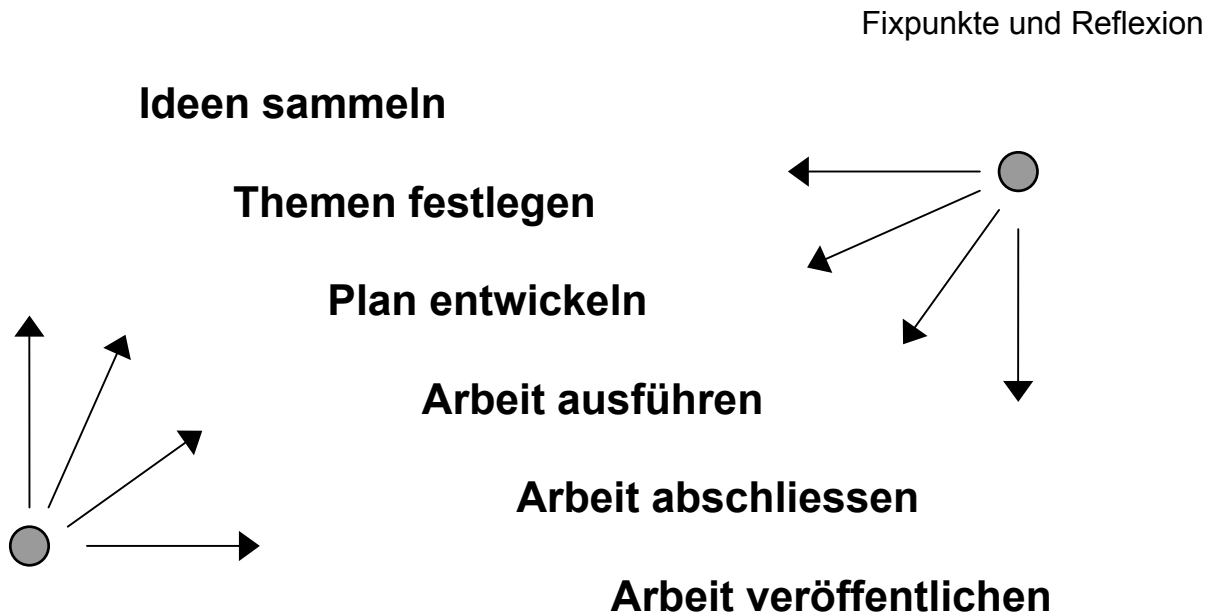 Fixpunkte und Reflexion
Ideen sammeln
Themen festlegen
Plan entwickeln
Arbeit ausführen
Arbeit abschliessen
Arbeit veröffentlichen